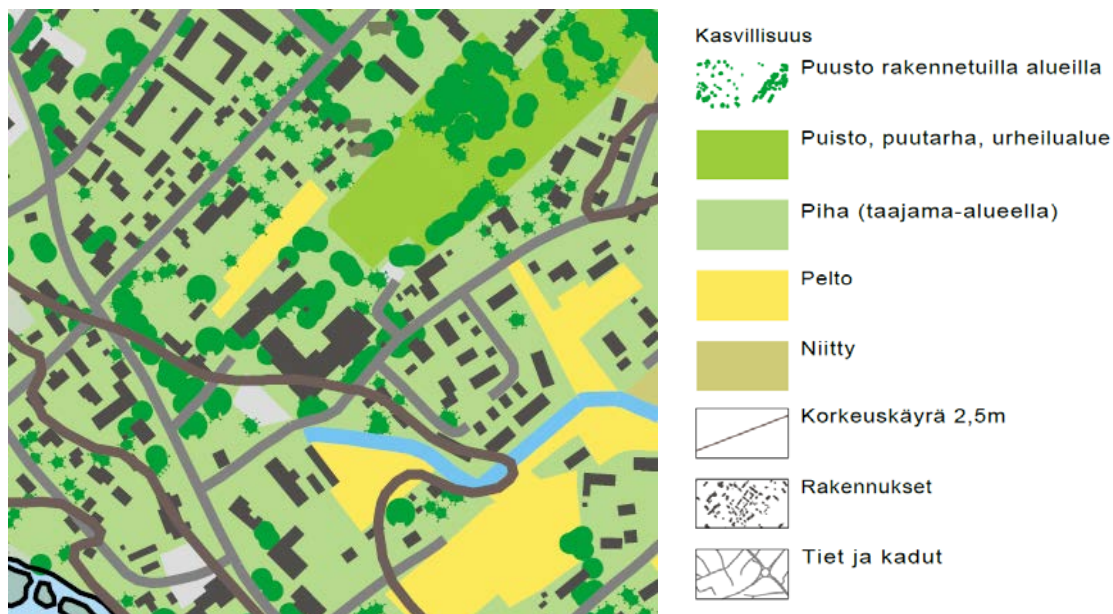 Kasvillisuus
Puusto rakennetuilla alueilla
Puisto, puutarha, urheilualue
Piha (taajama-alueella)
Pelto
Niitty
Korkeuskäyrä 2,5m
Rakennukset
Tiet ja kadut